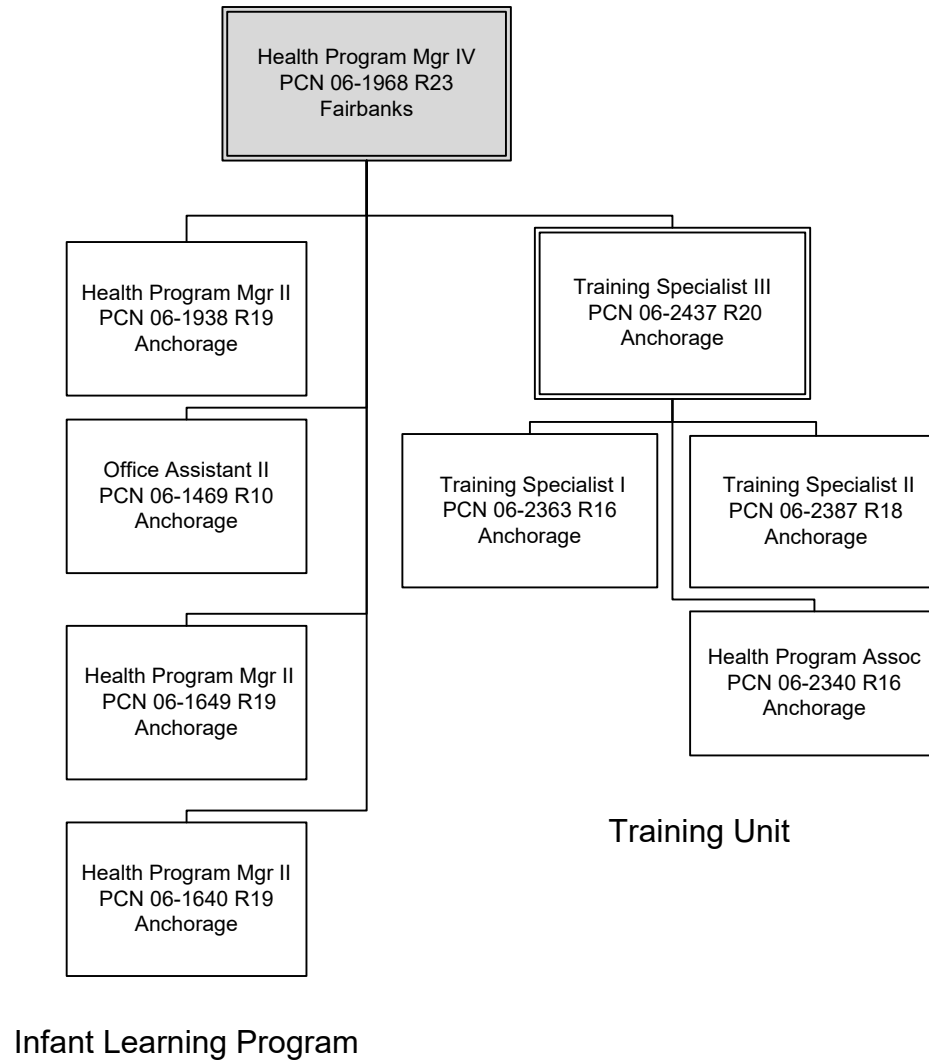 Health Program Mgr IV
PCN 06-1968 R23
Fairbanks
Health Program Mgr II
PCN 06-1938 R19
Anchorage
Office Assistant II
PCN 06-1469 R10
Anchorage
Health Program Mgr II
PCN 06-1649 R19
Anchorage
Health Program Mgr II
PCN 06-1640 R19
Anchorage
Infant Learning Program
Training Specialist III
PCN 06-2437 R20
Anchorage
Training Specialist I
PCN 06-2363 R16
Anchorage
Training Specialist II
PCN 06-2387 R18
Anchorage
Health Program Assoc
PCN 06-2340 R16
Anchorage
Training Unit